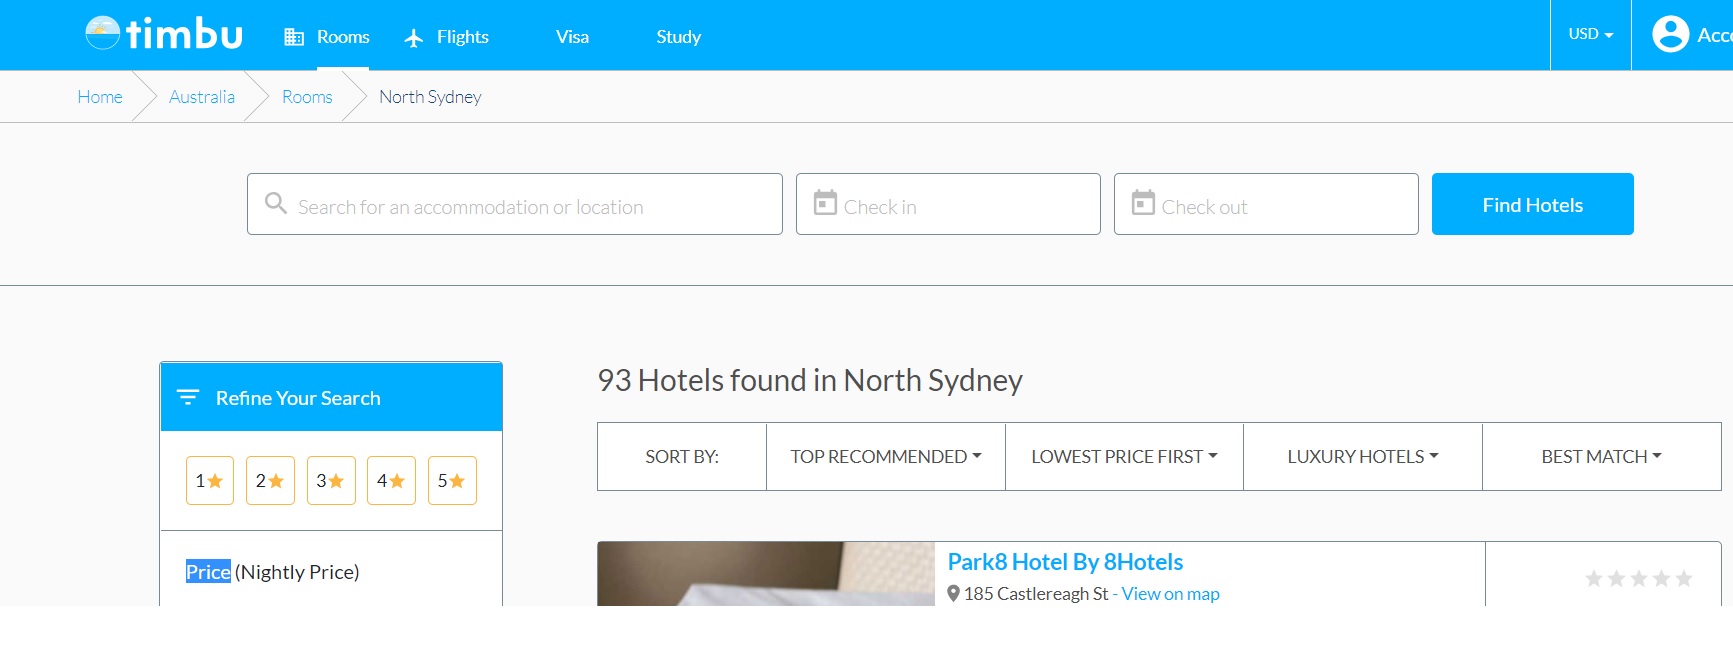 timbu Rooms Flights Visa Study USD Acco
Home Australia Rooms North Sydney
Search for an accommodation or location Check in Check out Find Hotels
Refine Your Search
1 2 3 4 5
Price (Nightly Price)
93 Hotels found in North Sydney
SORT BY: TOP RECOMMENDED LOWEST PRICE FIRST LUXURY HOTELS BEST MATCH
Park8 Hotel By 8Hotels
185 Castlereagh St - View on map